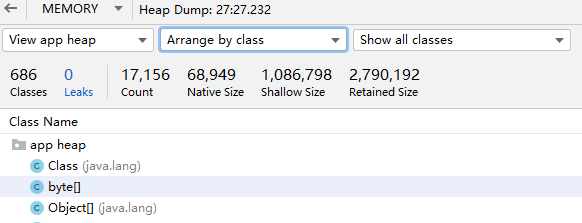 MEMORY Heap Dump: 27:27.232
View app heap Arrange by class Show all classes
686 0 17,156 68,949 1,086,798 2,790,192
Classes Leaks Count Native Size Shallow Size Retained Size
Class Name
app heap
C Class (java.lang)
C byte[]
C Object[] (java.lang)